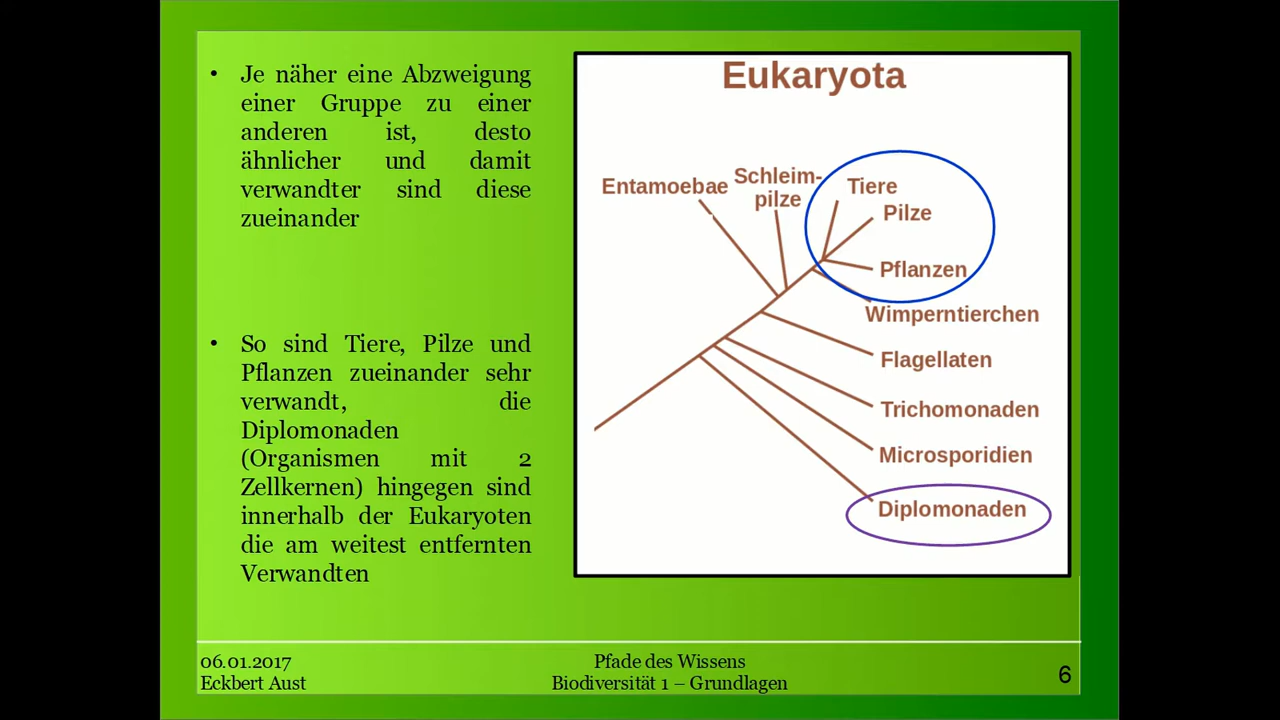 • Je näher eine Abzweigung
einer Gruppe zu einer
anderen ist, desto
ähnlicher und damit
verwandter sind diese
zueinander
• So sind Tiere, Pilze und
Pflanzen zueinander sehr
verwandt, die
Diplomonaden
(Organismen mit 2
Zellkernen) hingegen sind
innerhalb der Eukaryoten
die am weitest entfernten
Verwandten
Eukaryota
Entamoebae
Schleim-
pilze
Tiere
Pilze
Pflanzen
Wimperntierchen
Flagellaten
Trichomonaden
Microsporidien
Diplomonaden
06.01.2017
Eckbert Aust
Pfade des Wissens
Biodiversität 1 – Grundlagen
6